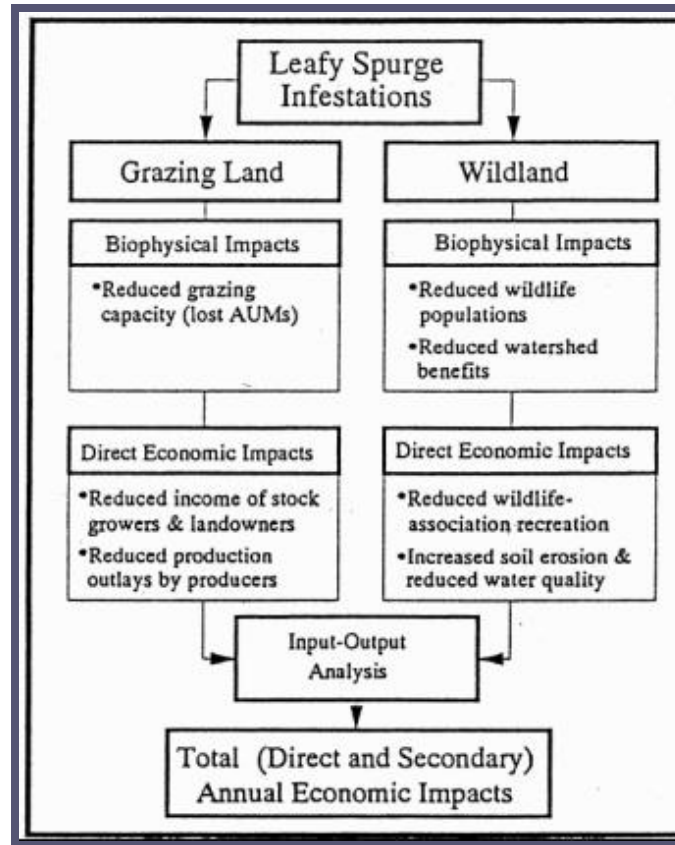 Leafy Spurge
Infestations
Grazing Land
Wildland
Biophysical Impacts
•Reduced grazing
capacity (lost AUMs)
Biophysical Impacts
•Reduced wildlife
populations
•Reduced watershed
benefits
Direct Economic Impacts
•Reduced income of stock
growers & landowners
•Reduced production
outlays by producers
Direct Economic Impacts
•Reduced wildlife-
association recreation
•Increased soil erosion &
reduced water quality
Input-Output
Analysis
Total (Direct and Secondary)
Annual Economic Impacts